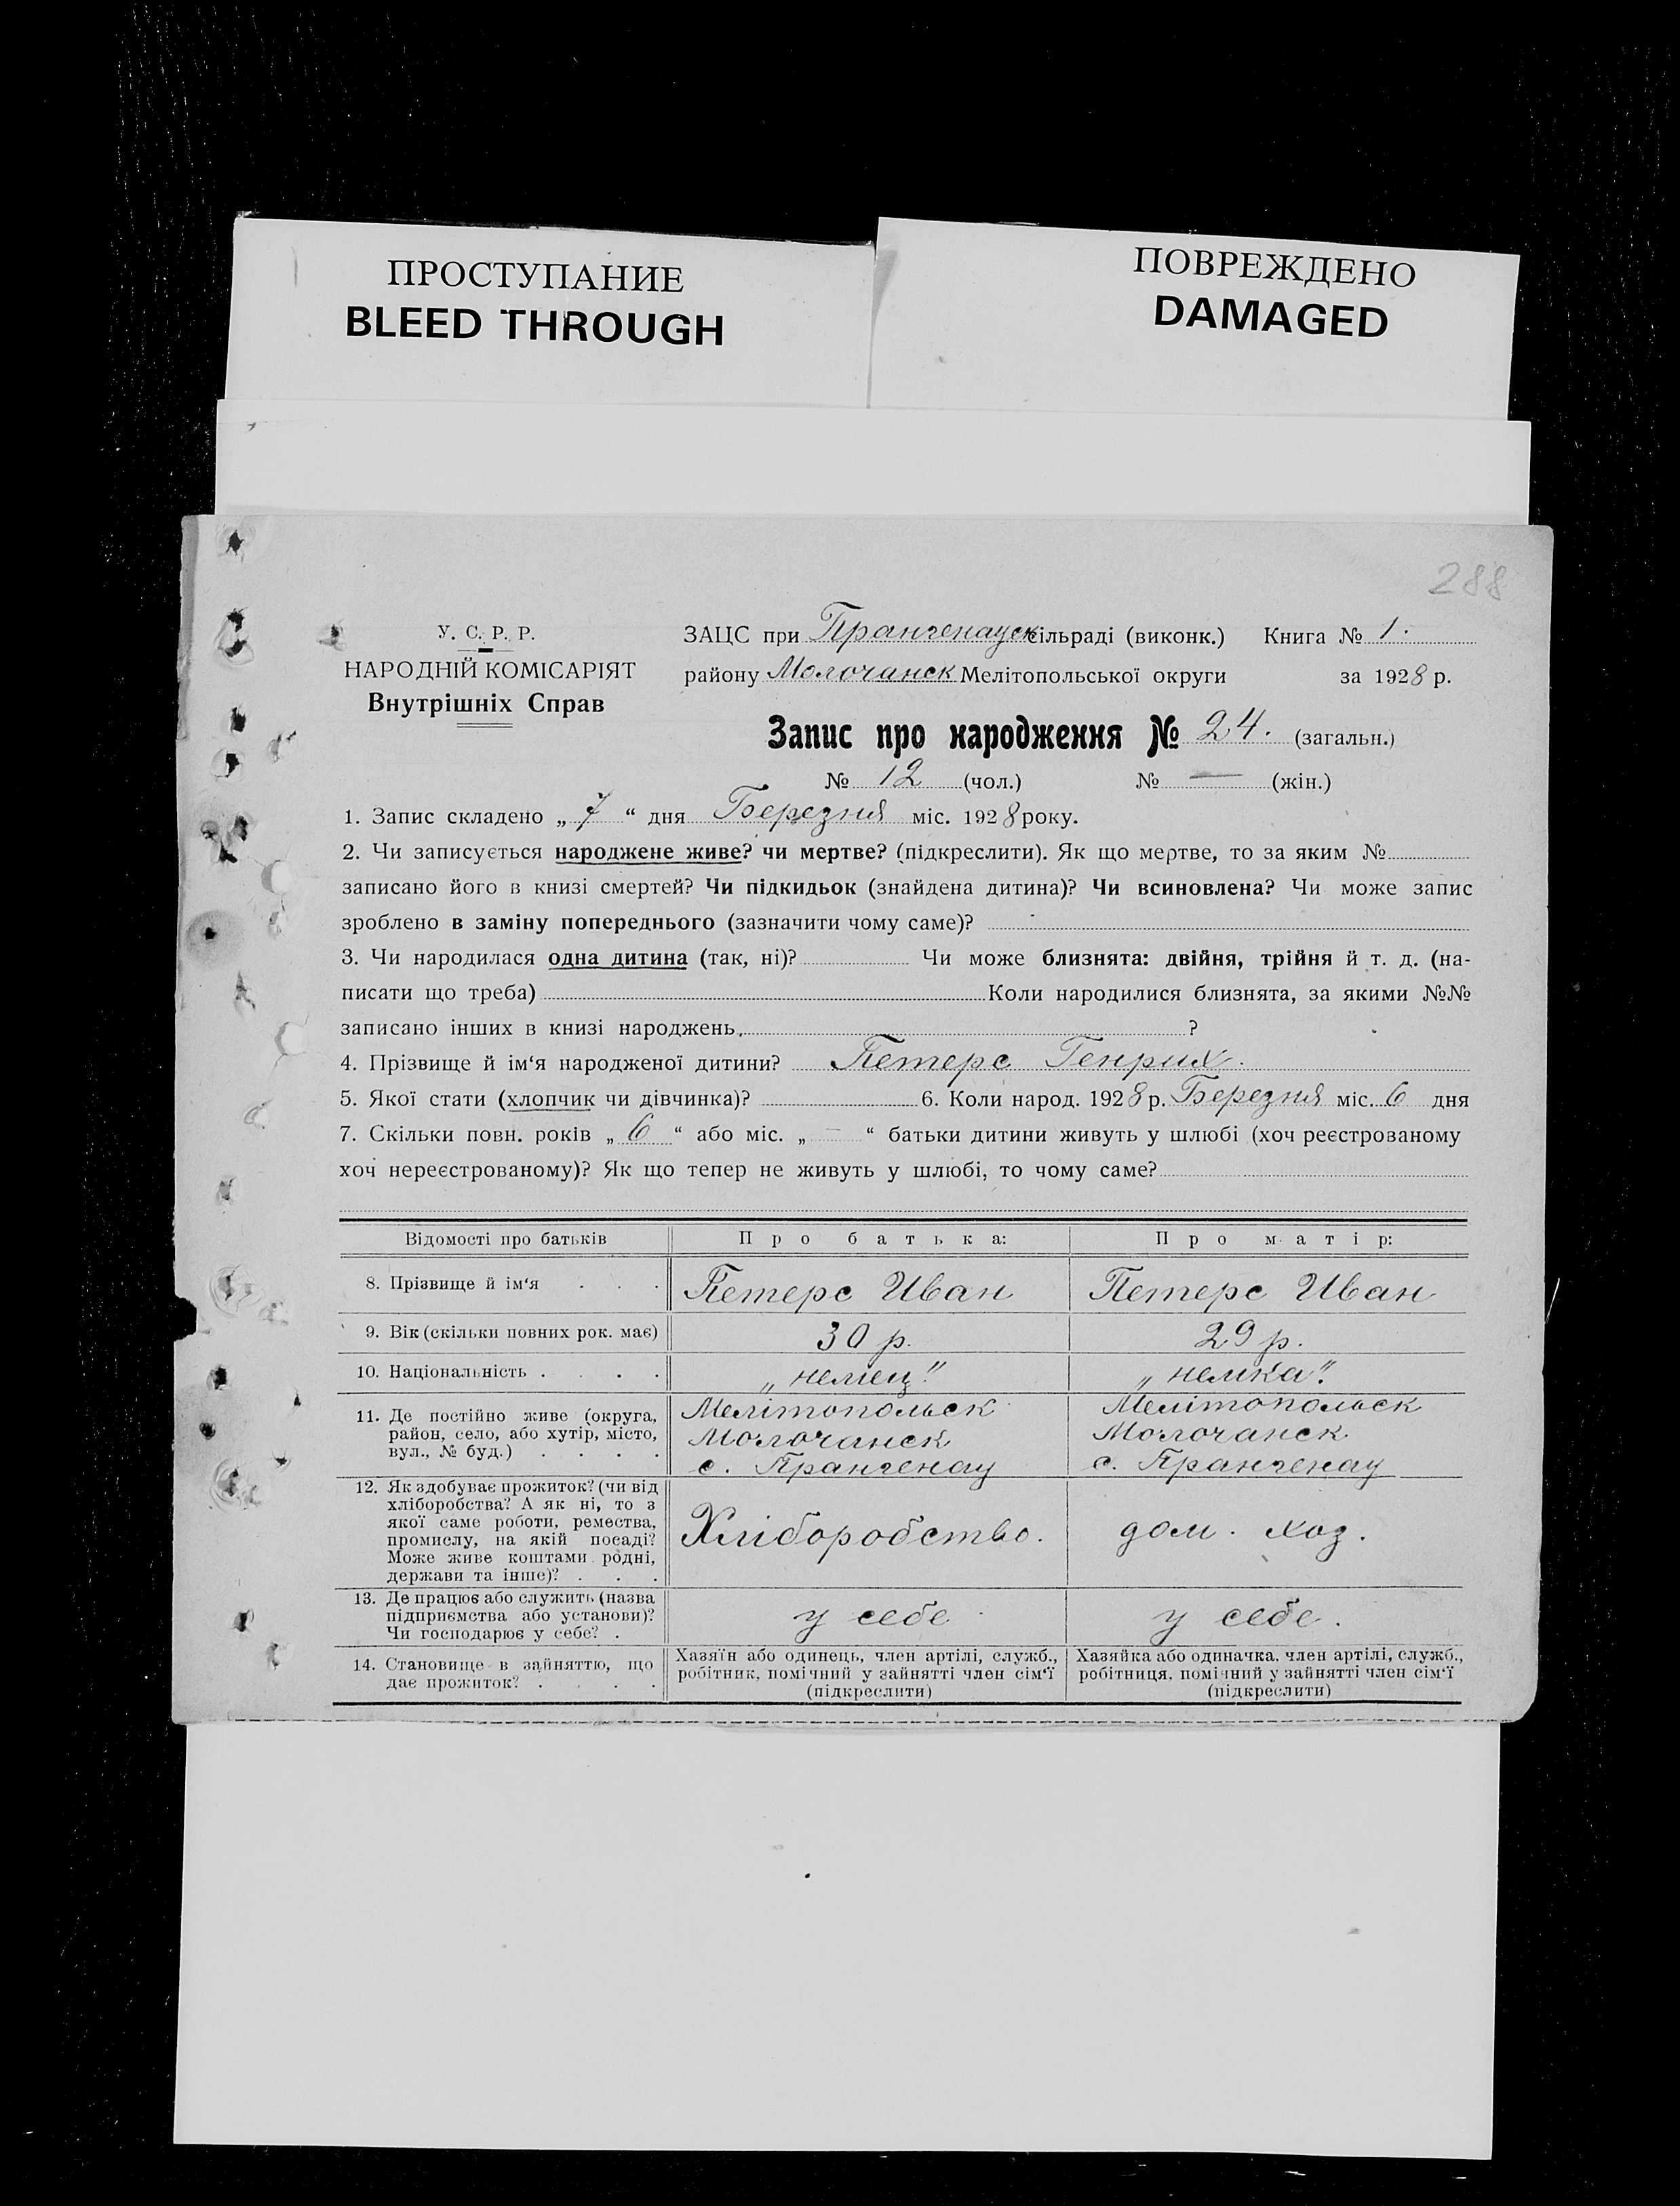 ПРОСТУПАНИЕ
BLEED THROUGH
ПОВРЕЖДЕНО
DAMAGED
288
У. С. Р. Р.
НАРОДНІЙ КОМІСАРІЯТ
Внутрішніх Справ
ЗАЦС при Прангенауск сільраді (виконк.) Книга № 1.
району Молочанск Мелітопольської округи за 1928 р.
Запис про народження № 24. (загальн.)
№ 12 (чол.) № — (жін.)
1. Запис складено „ 7 “ дня Березня міс. 1928 року.
2. Чи записується народжене живе? чи мертве? (підкреслити). Як що мертве, то за яким №
записано його в книзі смертей? Чи підкидьок (знайдена дитина)? Чи всиновлена? Чи може запис
зроблено в заміну попереднього (зазначити чому саме)?
3. Чи народилася одна дитина (так, ні)? Чи може близнята: двійня, трійня й т. д. (на-
писати що треба) Коли народилися близнята, за якими №№
записано інших в книзі народжень, ?
4. Прізвище й ім‘я народженої дитини? Петерс Генрих.
5. Якої стати (хлопчик чи дівчинка)? 6. Коли народ. 1928 р. Березня міс. 6 дня
7. Скільки повн. років „ 6 “ або міс. „ — “ батьки дитини живуть у шлюбі (хоч реєстрованому
хоч нереєстрованому)? Як що тепер не живуть у шлюбі, то чому саме?
Відомості про батьків Про батька: Про матір:
8. Прізвище й ім‘я . . . Петерс Иван Петерс Иван
9. Вік (скільки повних рок. має) 30 р. 29 р.
10. Національність . . . . „немец“. „немка“.
11. Де постійно живе (округа,
район, село, або хутір, місто,
вул., № буд.) . . . .
Мелітопольск
Молочанск
с. Прангенау
Мелітопольск
Молочанск
с. Прангенау
12. Як здобуває прожиток? (чи від
хліборобства? А як ні, то з
якої саме роботи, ремества,
промислу, на якій посаді?
Може живе коштами родні,
держави та інше)? . . .
Хліборобство.
дом. хоз.
13. Де працює або служить (назва
підприємства або установи)?
Чи господарює у себе? .
у себе
у себе.
14. Становище в зайняттю, що
дає прожиток? . . . .
Хазяїн або одинець, член артілі, служб.,
робітник, помічний у зайнятті член сім‘ї
(підкреслити)
Хазяйка або одиначка, член артілі, служб.,
робітниця, помічний у зайнятті член сім‘ї
(підкреслити)